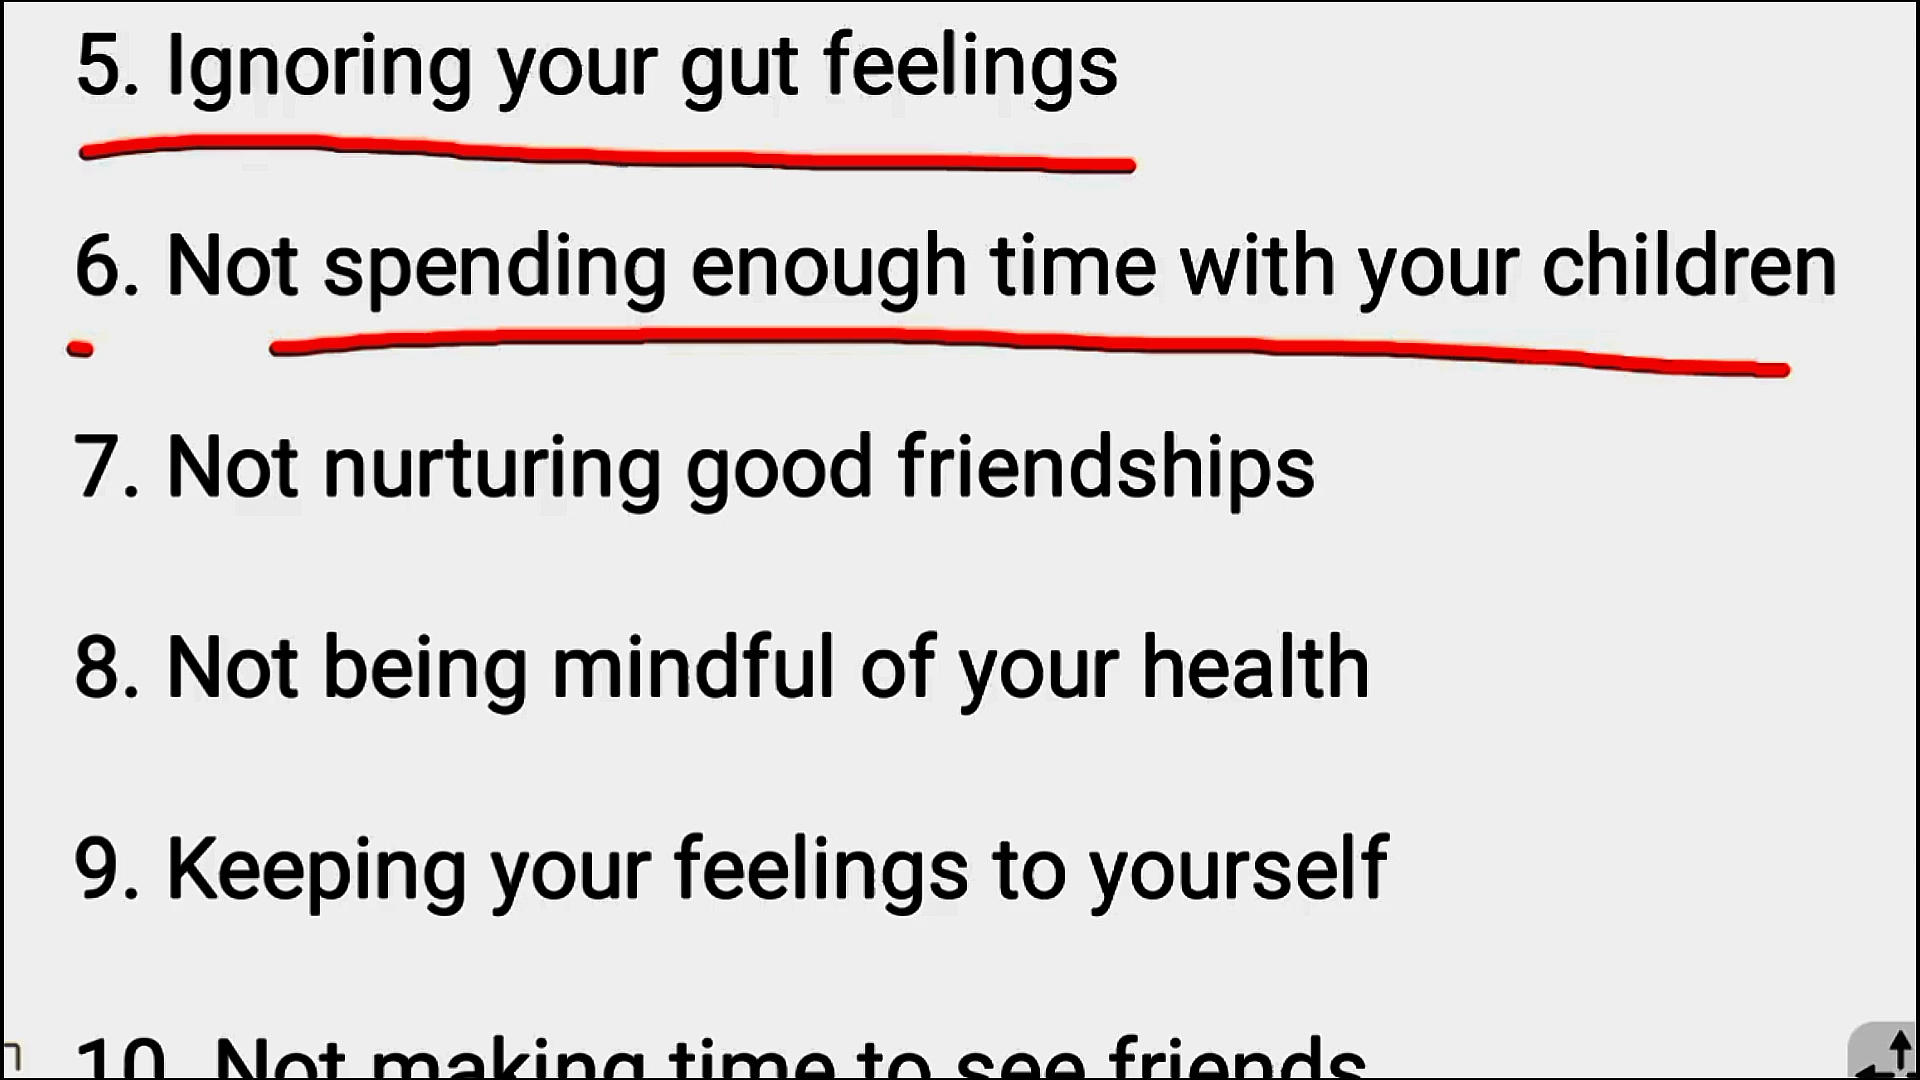 5. Ignoring your gut feelings
6. Not spending enough time with your children
7. Not nurturing good friendships
8. Not being mindful of your health
9. Keeping your feelings to yourself
10. Not making time to see friends